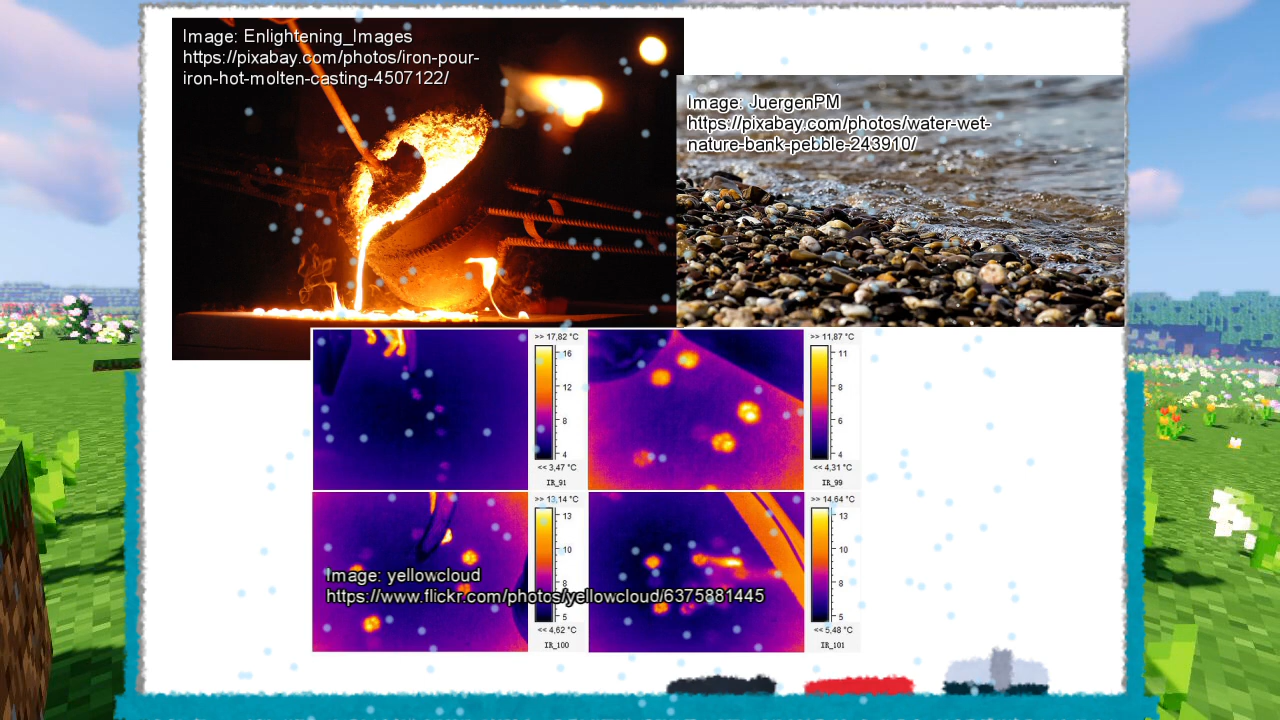 Image: Enlightening_Images
https://pixabay.com/photos/iron-pour-
iron-hot-molten-casting-4507122/
Image: JuergenPM
https://pixabay.com/photos/water-wet-
nature-bank-pebble-243910/
>> 17,82 °C
16
12
8
4
<< 3,47 °C
IR_91
>> 11,87 °C
11
8
6
4
<< 4,31 °C
IR_99
>> 13,14 °C
13
10
8
5
<< 4,62 °C
IR_100
>> 14,64 °C
13
10
8
5
<< 5,48 °C
IR_101
Image: yellowcloud
https://www.flickr.com/photos/yellowcloud/6375881445